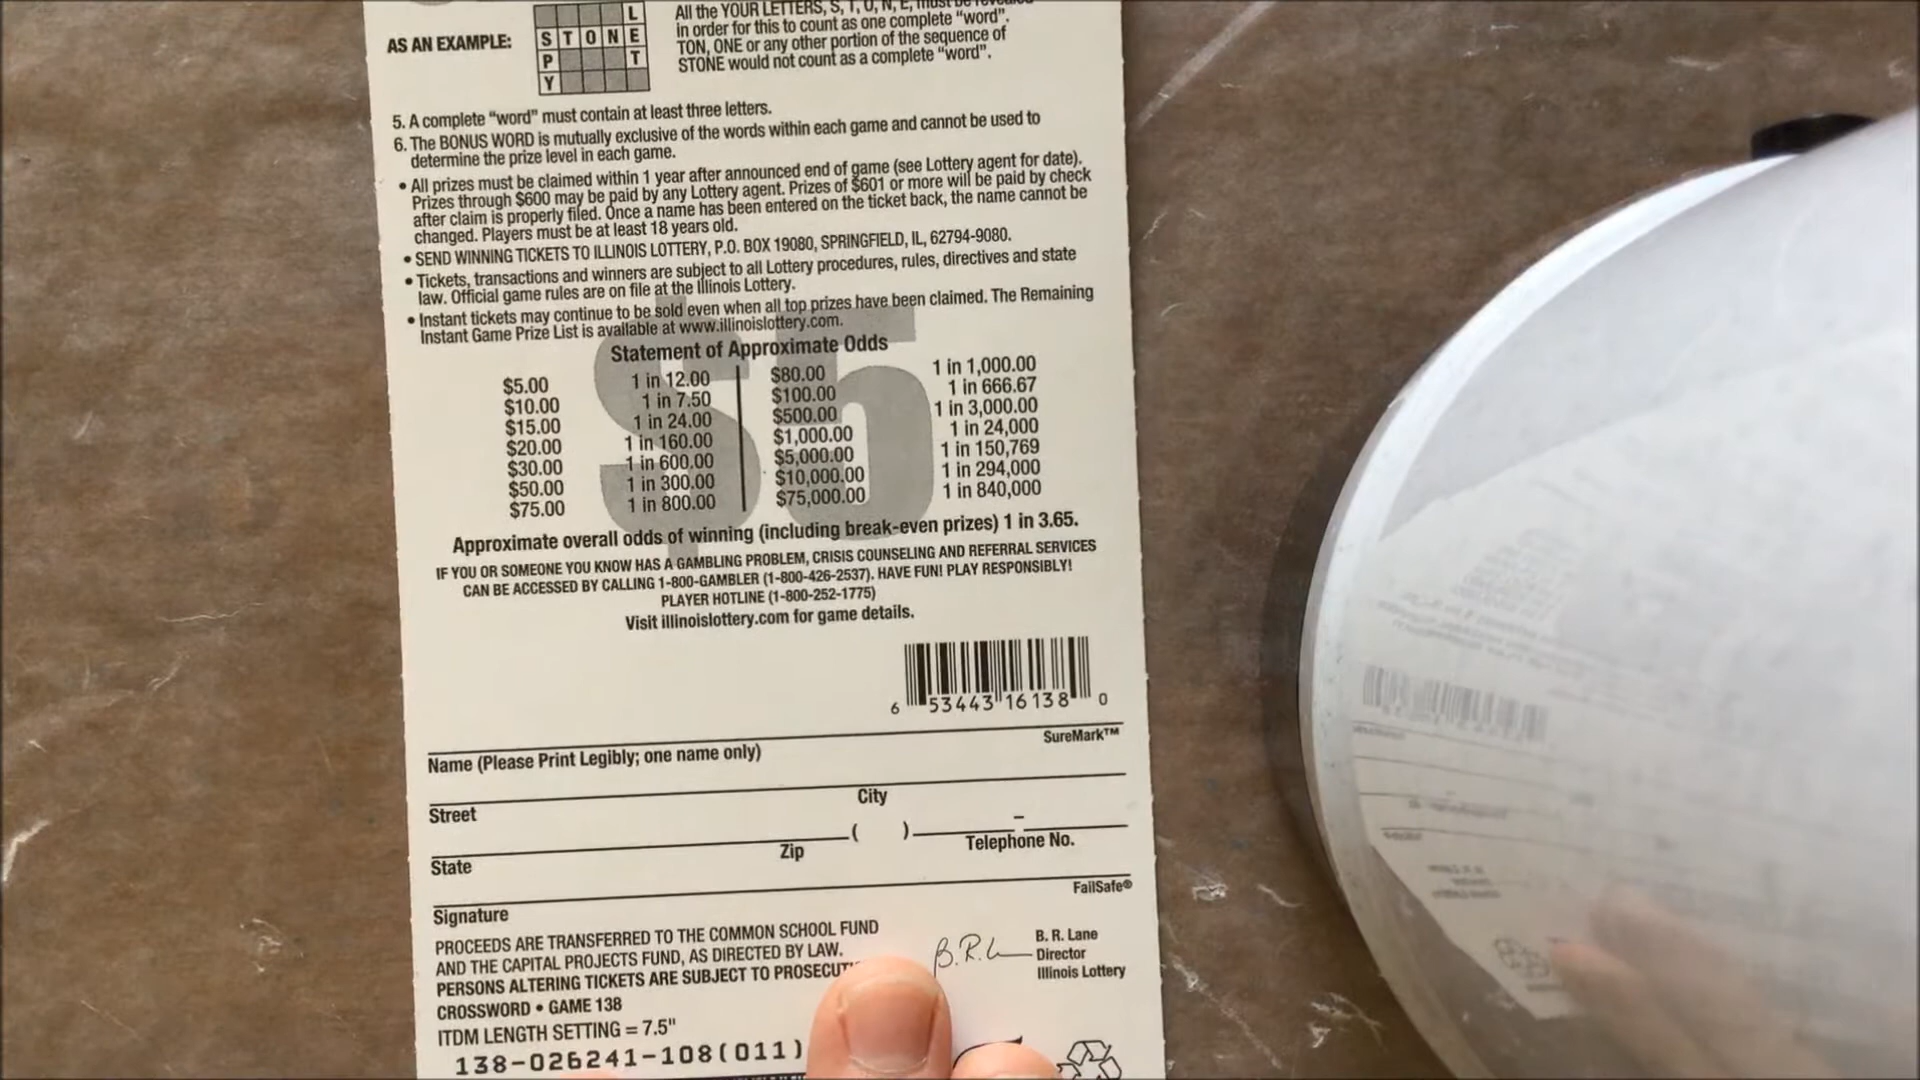 All the YOUR LETTERS, S, T, O, N, E, must be revealed
in order for this to count as one complete "word".
TON, ONE or any other portion of the sequence of
STONE would not count as a complete "word".
AS AN EXAMPLE:
L
S T O N E
P T
Y
5. A complete "word" must contain at least three letters.
6. The BONUS WORD is mutually exclusive of the words within each game and cannot be used to
determine the prize level in each game.
• All prizes must be claimed within 1 year after announced end of game (see Lottery agent for date).
Prizes through $600 may be paid by any Lottery agent. Prizes of $601 or more will be paid by check
after claim is properly filed. Once a name has been entered on the ticket back, the name cannot be
changed. Players must be at least 18 years old.
• SEND WINNING TICKETS TO ILLINOIS LOTTERY, P.O. BOX 19080, SPRINGFIELD, IL, 62794-9080.
• Tickets, transactions and winners are subject to all Lottery procedures, rules, directives and state
law. Official game rules are on file at the Illinois Lottery.
• Instant tickets may continue to be sold even when all top prizes have been claimed. The Remaining
Instant Game Prize List is available at www.illinoislottery.com.
$5
Statement of Approximate Odds
$5.00 1 in 12.00 $80.00 1 in 1,000.00
$10.00 1 in 7.50 $100.00 1 in 666.67
$15.00 1 in 24.00 $500.00 1 in 3,000.00
$20.00 1 in 160.00 $1,000.00 1 in 24,000
$30.00 1 in 600.00 $5,000.00 1 in 150,769
$50.00 1 in 300.00 $10,000.00 1 in 294,000
$75.00 1 in 800.00 $75,000.00 1 in 840,000
Approximate overall odds of winning (including break-even prizes) 1 in 3.65.
IF YOU OR SOMEONE YOU KNOW HAS A GAMBLING PROBLEM, CRISIS COUNSELING AND REFERRAL SERVICES
CAN BE ACCESSED BY CALLING 1-800-GAMBLER (1-800-426-2537). HAVE FUN! PLAY RESPONSIBLY!
PLAYER HOTLINE (1-800-252-1775)
Visit illinoislottery.com for game details.
6 53443 16138 0
SureMark™
Name (Please Print Legibly; one name only)
Street City
State Zip ( ) – Telephone No.
FailSafe®
Signature
PROCEEDS ARE TRANSFERRED TO THE COMMON SCHOOL FUND
AND THE CAPITAL PROJECTS FUND, AS DIRECTED BY LAW.
PERSONS ALTERING TICKETS ARE SUBJECT TO
CROSSWORD • GAME 138
ITDM LENGTH SETTING = 7.5"
138-026241-108(011)
B. R. Lane
Director
Illinois Lottery